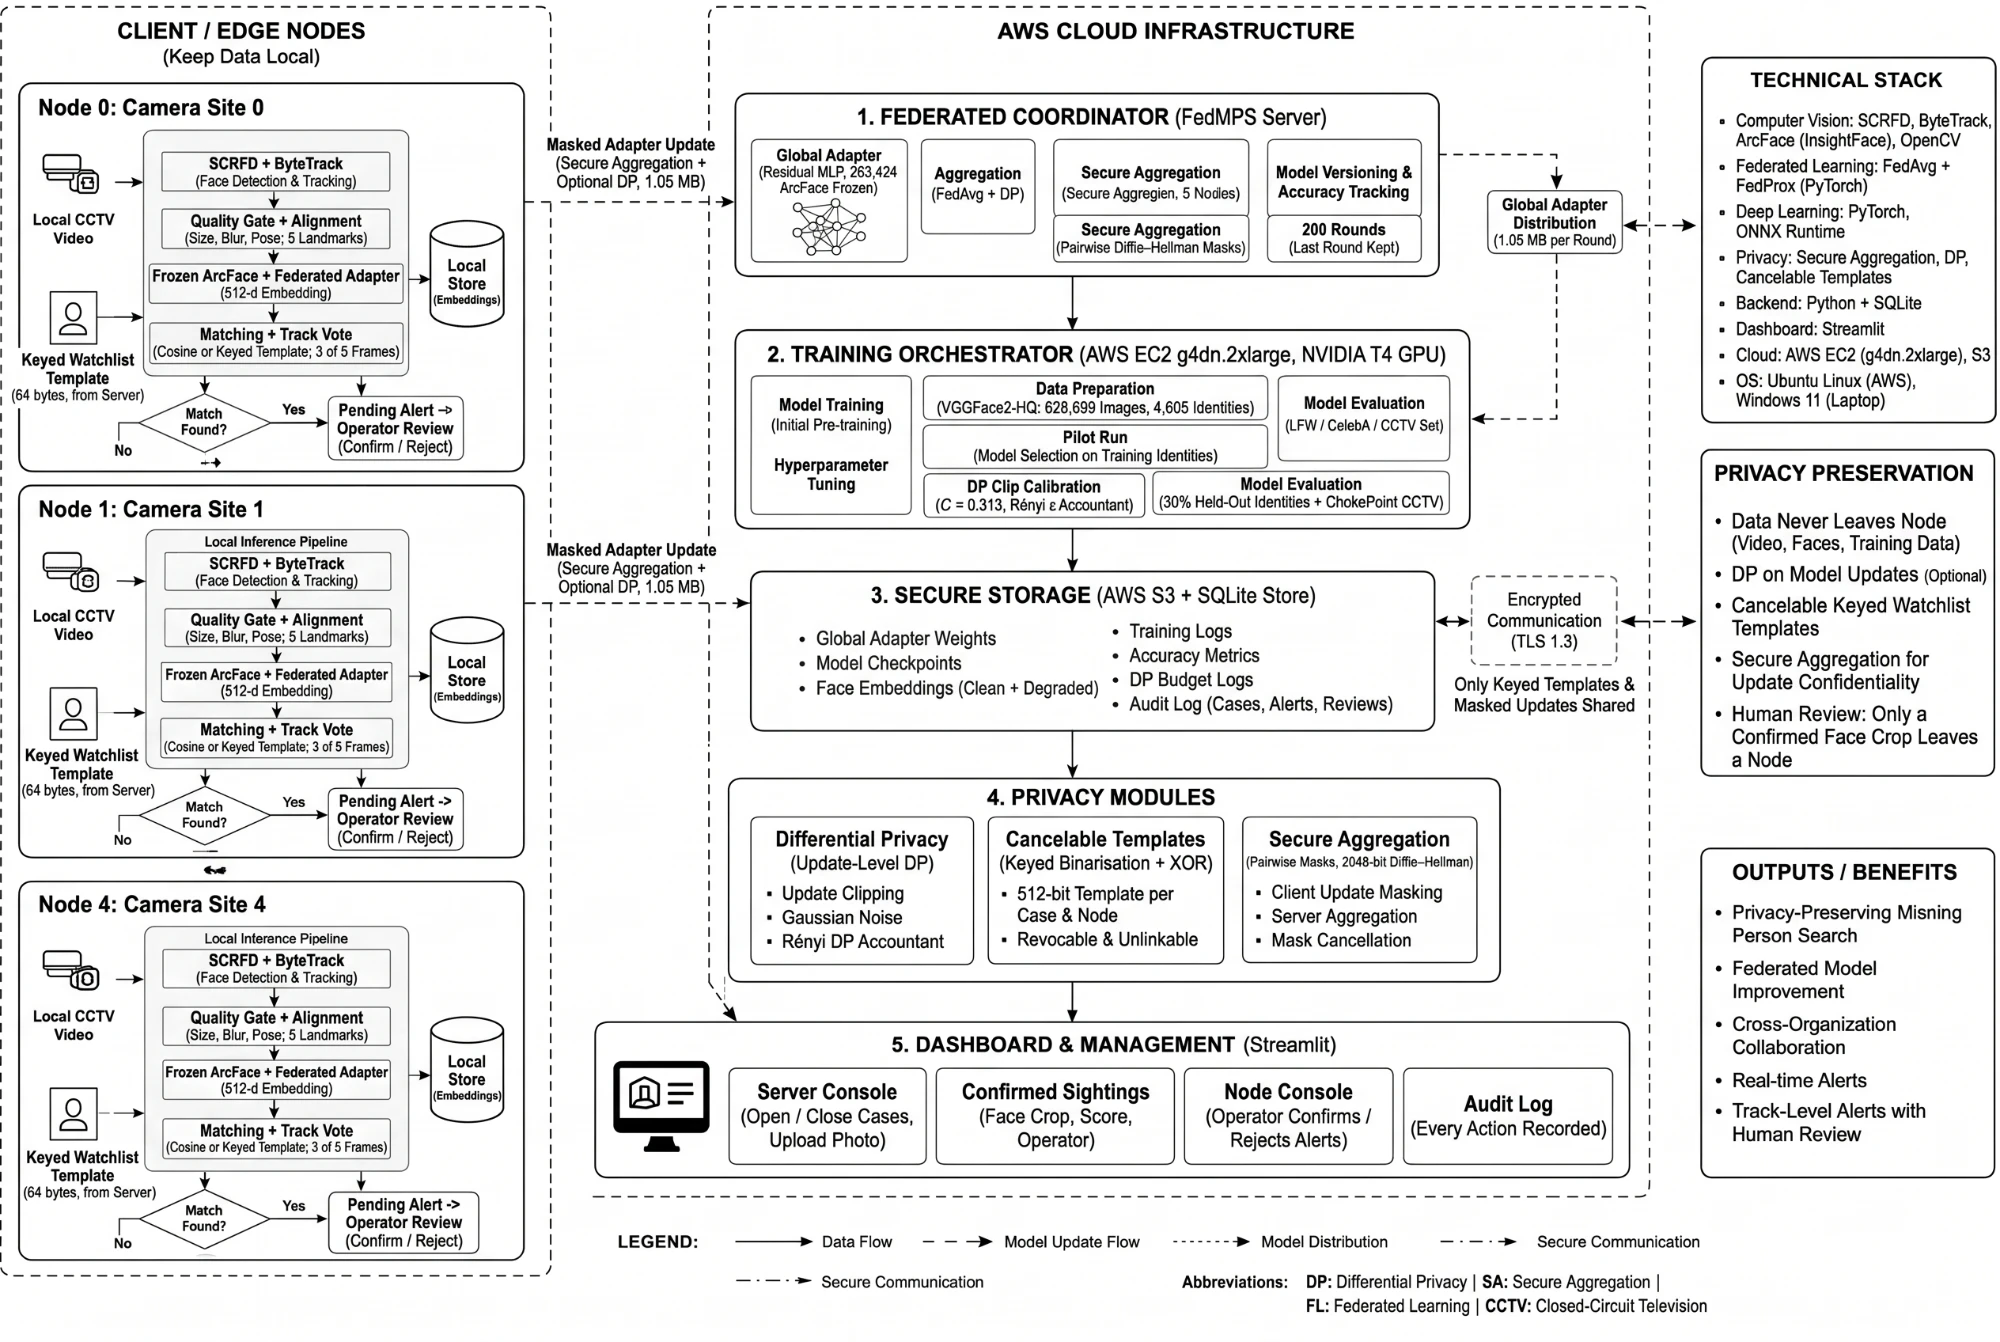 CLIENT / EDGE NODES
(Keep Data Local)
Node 0: Camera Site 0
Local CCTV
Video
SCRFD + ByteTrack
(Face Detection & Tracking)
Quality Gate + Alignment
(Size, Blur, Pose; 5 Landmarks)
Frozen ArcFace + Federated Adapter
(512-d Embedding)
Matching + Track Vote
(Cosine or Keyed Template; 3 of 5 Frames)
Local
Store
(Embeddings)
Keyed Watchlist
Template
(64 bytes, from Server)
Match
Found?
Yes
No
Pending Alert ->
Operator Review
(Confirm / Reject)
Node 1: Camera Site 1
Local Inference Pipeline
Local CCTV
Video
SCRFD + ByteTrack
(Face Detection & Tracking)
Quality Gate + Alignment
(Size, Blur, Pose; 5 Landmarks)
Frozen ArcFace + Federated Adapter
(512-d Embedding)
Matching + Track Vote
(Cosine or Keyed Template; 3 of 5 Frames)
Local
Store
(Embeddings)
Keyed Watchlist
Template
(64 bytes, from Server)
Match
Found?
Yes
No
Pending Alert ->
Operator Review
(Confirm / Reject)
Node 4: Camera Site 4
Local Inference Pipeline
Local CCTV
Video
SCRFD + ByteTrack
(Face Detection & Tracking)
Quality Gate + Alignment
(Size, Blur, Pose; 5 Landmarks)
Frozen ArcFace + Federated Adapter
(512-d Embedding)
Matching + Track Vote
(Cosine or Keyed Template; 3 of 5 Frames)
Local
Store
(Embeddings)
Keyed Watchlist
Template
(64 bytes, from Server)
Match
Found?
Yes
No
Pending Alert ->
Operator Review
(Confirm / Reject)
Masked Adapter Update
(Secure Aggregation +
Optional DP, 1.05 MB)
Masked Adapter Update
(Secure Aggregation +
Optional DP, 1.05 MB)
AWS CLOUD INFRASTRUCTURE
1. FEDERATED COORDINATOR (FedMPS Server)
Global Adapter
(Residual MLP, 263,424
ArcFace Frozen)
Aggregation
(FedAvg + DP)
Secure Aggregation
(Secure Aggregien, 5 Nodes)
Secure Aggregation
(Pairwise Diffie–Hellman Masks)
Model Versioning &
Accuracy Tracking
200 Rounds
(Last Round Kept)
Global Adapter
Distribution
(1.05 MB per Round)
2. TRAINING ORCHESTRATOR (AWS EC2 g4dn.2xlarge, NVIDIA T4 GPU)
Model Training
(Initial Pre-training)
Hyperparameter
Tuning
Data Preparation
(VGGFace2-HQ: 628,699 Images, 4,605 Identities)
Pilot Run
(Model Selection on Training Identities)
DP Clip Calibration
(C = 0.313, Rényi ε Accountant)
Model Evaluation
(LFW / CelebA / CCTV Set)
Model Evaluation
(30% Held-Out Identities + ChokePoint CCTV)
3. SECURE STORAGE (AWS S3 + SQLite Store)
• Global Adapter Weights
• Model Checkpoints
• Face Embeddings (Clean + Degraded)
• Training Logs
• Accuracy Metrics
• DP Budget Logs
• Audit Log (Cases, Alerts, Reviews)
Encrypted
Communication
(TLS 1.3)
Only Keyed Templates &
Masked Updates Shared
4. PRIVACY MODULES
Differential Privacy
(Update-Level DP)
▪ Update Clipping
▪ Gaussian Noise
▪ Rényi DP Accountant
Cancelable Templates
(Keyed Binarisation + XOR)
▪ 512-bit Template per
Case & Node
▪ Revocable & Unlinkable
Secure Aggregation
(Pairwise Masks, 2048-bit Diffie–Hellman)
▪ Client Update Masking
▪ Server Aggregation
▪ Mask Cancellation
5. DASHBOARD & MANAGEMENT (Streamlit)
Server Console
(Open / Close Cases,
Upload Photo)
Confirmed Sightings
(Face Crop, Score,
Operator)
Node Console
(Operator Confirms /
Rejects Alerts)
Audit Log
(Every Action Recorded)
TECHNICAL STACK
▪ Computer Vision: SCRFD, ByteTrack,
ArcFace (InsightFace), OpenCV
▪ Federated Learning: FedAvg +
FedProx (PyTorch)
▪ Deep Learning: PyTorch,
ONNX Runtime
▪ Privacy: Secure Aggregation, DP,
Cancelable Templates
▪ Backend: Python + SQLite
▪ Dashboard: Streamlit
▪ Cloud: AWS EC2 (g4dn.2xlarge), S3
▪ OS: Ubuntu Linux (AWS),
Windows 11 (Laptop)
PRIVACY PRESERVATION
• Data Never Leaves Node
(Video, Faces, Training Data)
• DP on Model Updates (Optional)
• Cancelable Keyed Watchlist
Templates
• Secure Aggregation for
Update Confidentiality
• Human Review: Only a
Confirmed Face Crop Leaves
a Node
OUTPUTS / BENEFITS
• Privacy-Preserving Misning
Person Search
• Federated Model
Improvement
• Cross-Organization
Collaboration
• Real-time Alerts
• Track-Level Alerts with
Human Review
LEGEND:
Data Flow
Model Update Flow
Model Distribution
Secure Communication
Secure Communication
Abbreviations: DP: Differential Privacy | SA: Secure Aggregation |
FL: Federated Learning | CCTV: Closed-Circuit Television